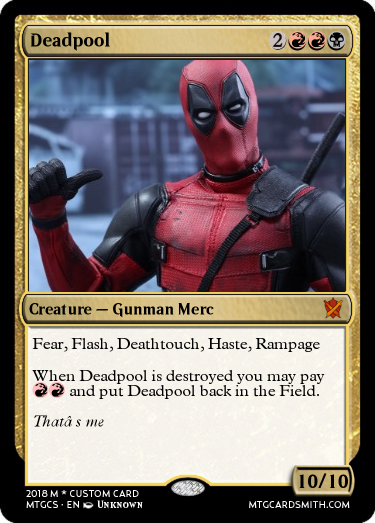 Deadpool 2
Creature — Gunman Merc
Fear, Flash, Deathtouch, Haste, Rampage
When Deadpool is destroyed you may pay
and put Deadpool back in the Field.
Thatâ s me
10/10
2018 M * CUSTOM CARD
MTGCS · EN Unknown
MTGCARDSMITH.COM